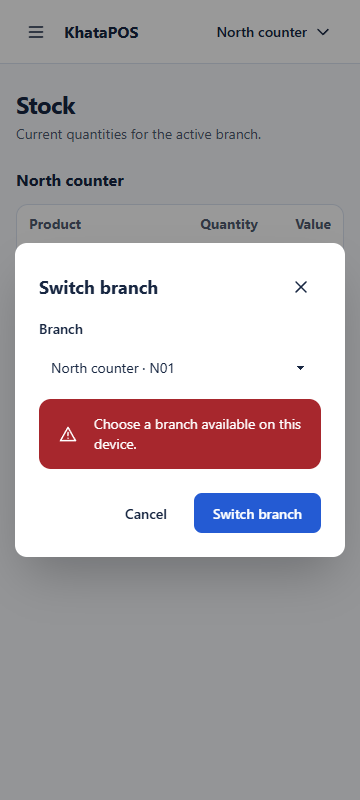 KhataPOS
North counter
Stock
Current quantities for the active branch.
North counter
Product Quantity Value
Switch branch
Branch
North counter · N01
Choose a branch available on this
device.
Cancel
Switch branch